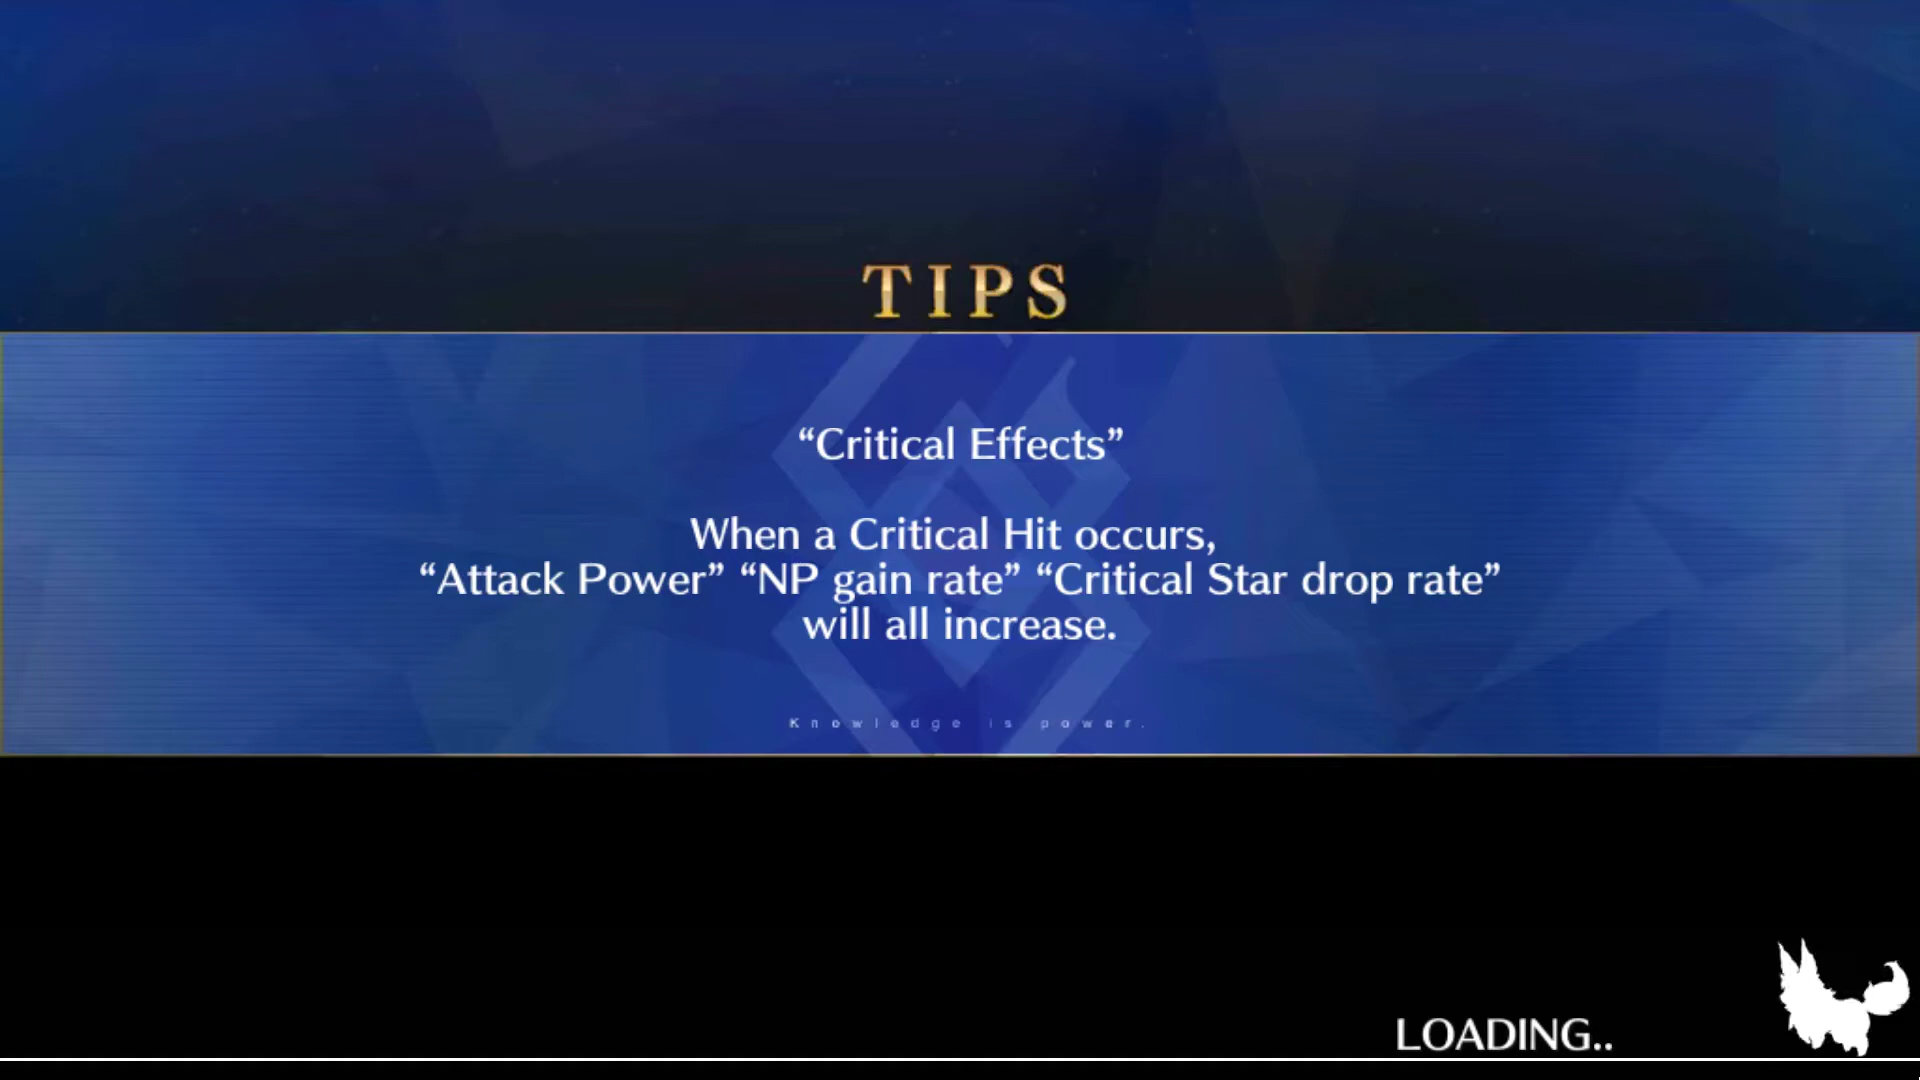 TIPS
“Critical Effects”
When a Critical Hit occurs,
“Attack Power” “NP gain rate” “Critical Star drop rate”
will all increase.
Knowledge is power.
LOADING..